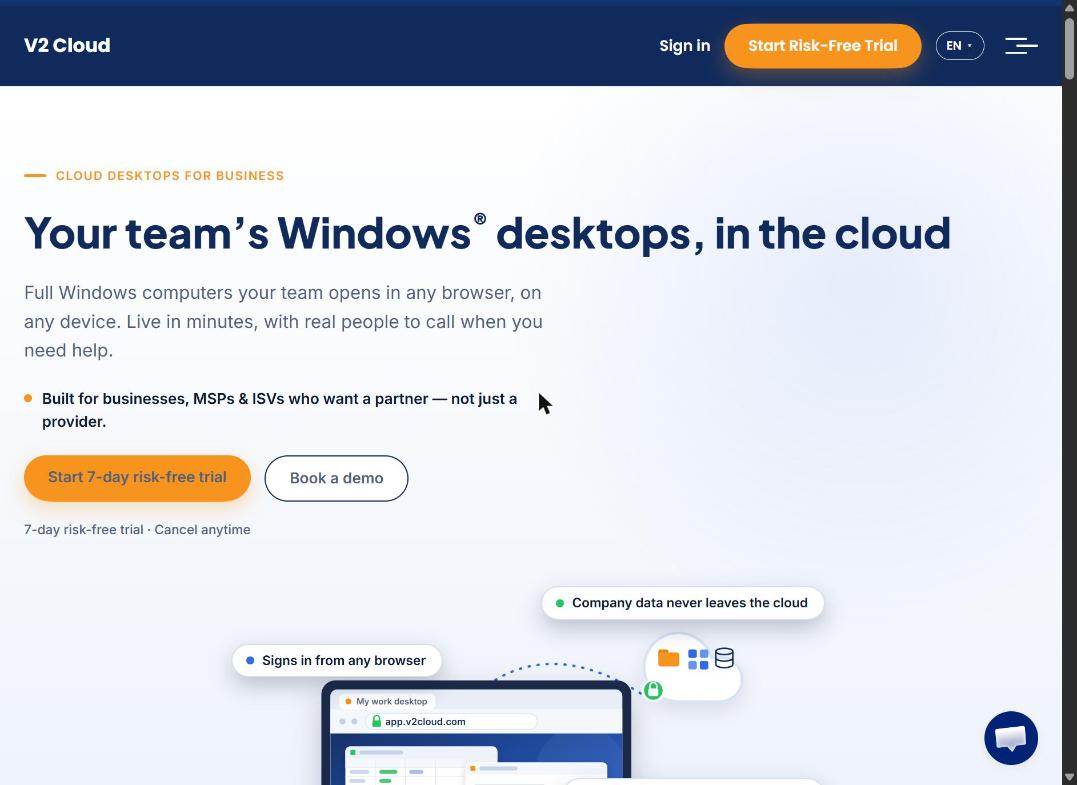 V2 Cloud
Sign in
Start Risk-Free Trial
EN
CLOUD DESKTOPS FOR BUSINESS
Your team’s Windows® desktops, in the cloud
Full Windows computers your team opens in any browser, on
any device. Live in minutes, with real people to call when you
need help.
Built for businesses, MSPs & ISVs who want a partner — not just a
provider.
Start 7-day risk-free trial
Book a demo
7-day risk-free trial · Cancel anytime
Company data never leaves the cloud
Signs in from any browser
My work desktop
app.v2cloud.com